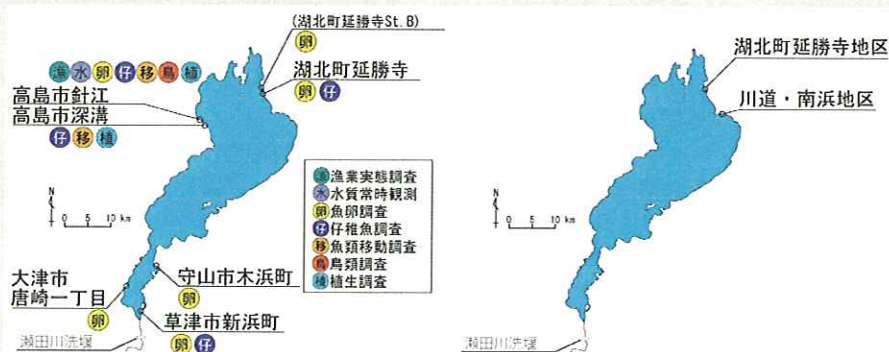 (湖北町延勝寺St.B)
卵
湖北町延勝寺
卵 仔
漁 水 卵 仔 移 鳥 植
高島市針江
高島市深溝
仔 移 植
N
0 5 10 km
漁 漁業実態調査
水 水質常時観測
卵 魚卵調査
仔 仔稚魚調査
移 魚類移動調査
鳥 鳥類調査
植 植生調査
大津市
唐崎一丁目
卵
守山市木浜町
卵
草津市新浜町
卵 仔
瀬田川洗堰
湖北町延勝寺地区
川道・南浜地区
N
0 5 10 km
瀬田川洗堰